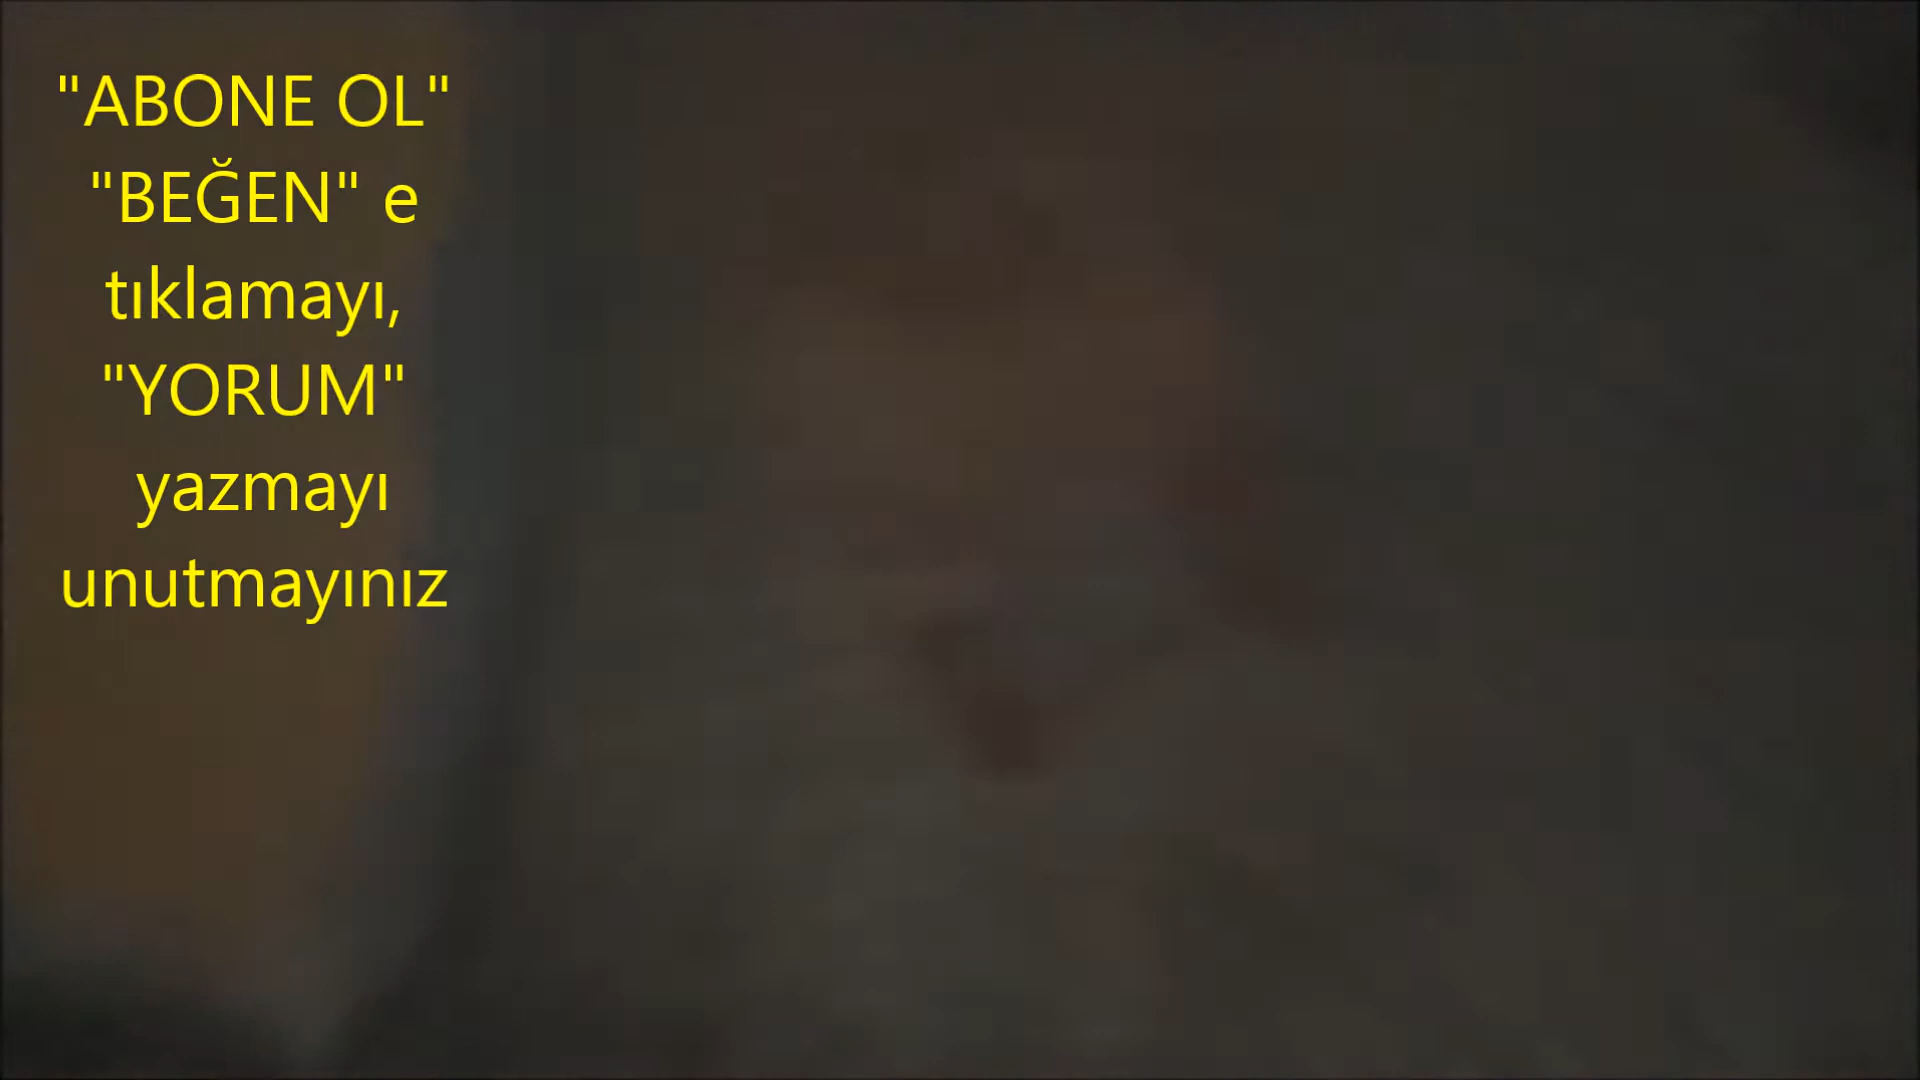 "ABONE OL"
"BEĞEN" e
tıklamayı,
"YORUM"
yazmayı
unutmayınız